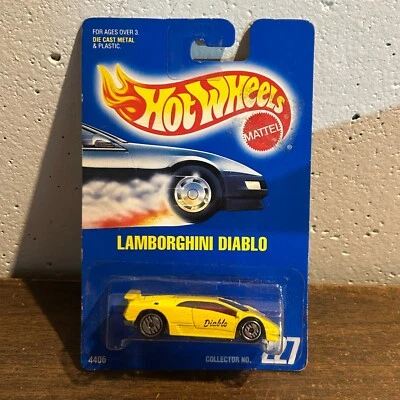 FOR AGES OVER 3.
DIE CAST METAL
& PLASTIC.
HOT WHEELS
MATTEL
LAMBORGHINI DIABLO
Diablo
4406
COLLECTOR NO. 227